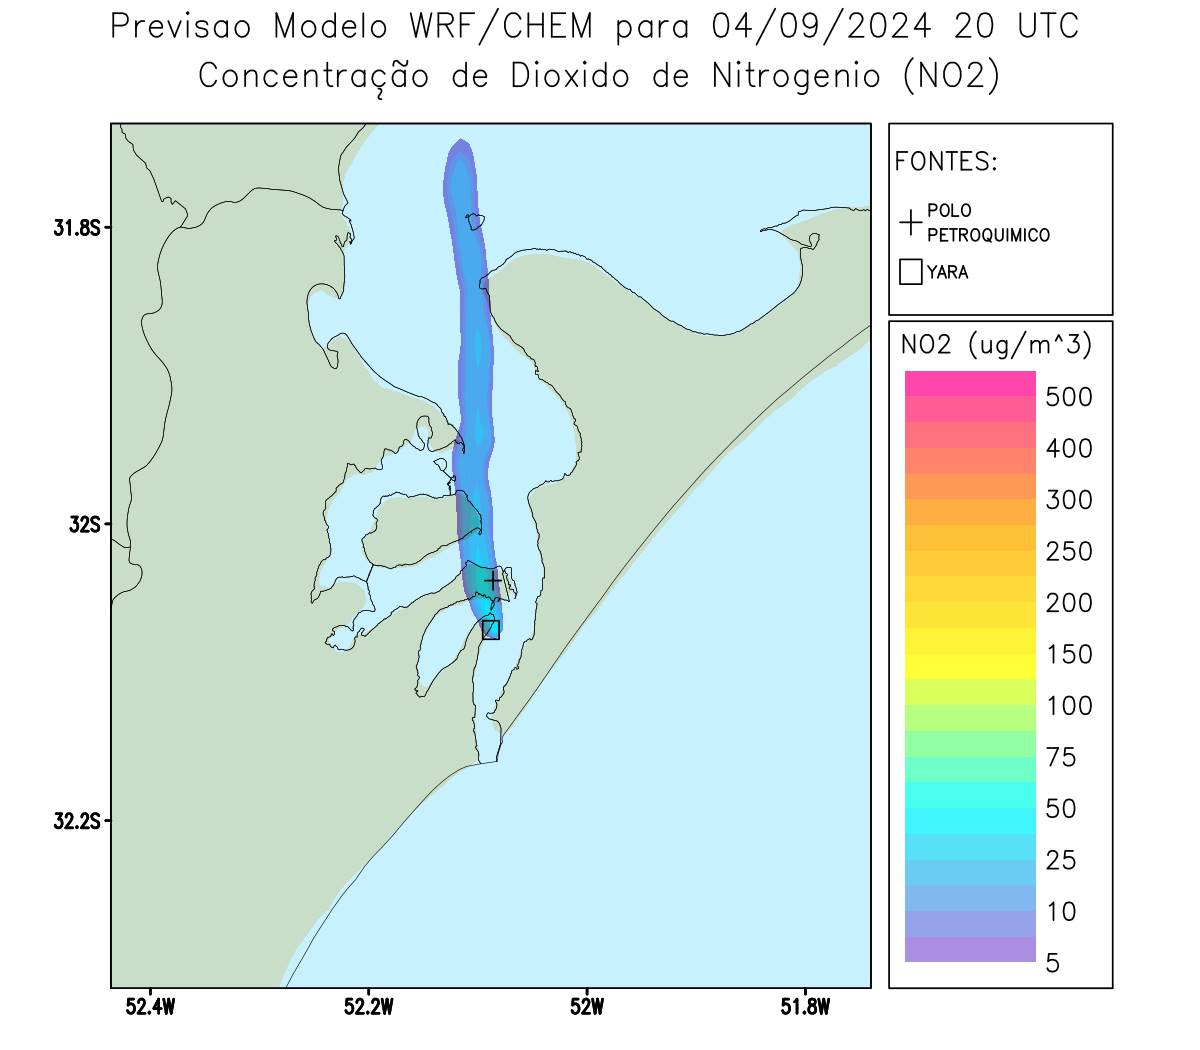 Previsao Modelo WRF/CHEM para 04/09/2024 20 UTC
Concentração de Dioxido de Nitrogenio (NO2)
FONTES:
POLO
PETROQUIMICO
YARA
NO2 (ug/m^3)
500
400
300
250
200
150
100
75
50
25
10
5
31.8S
32S
32.2S
52.4W
52.2W
52W
51.8W